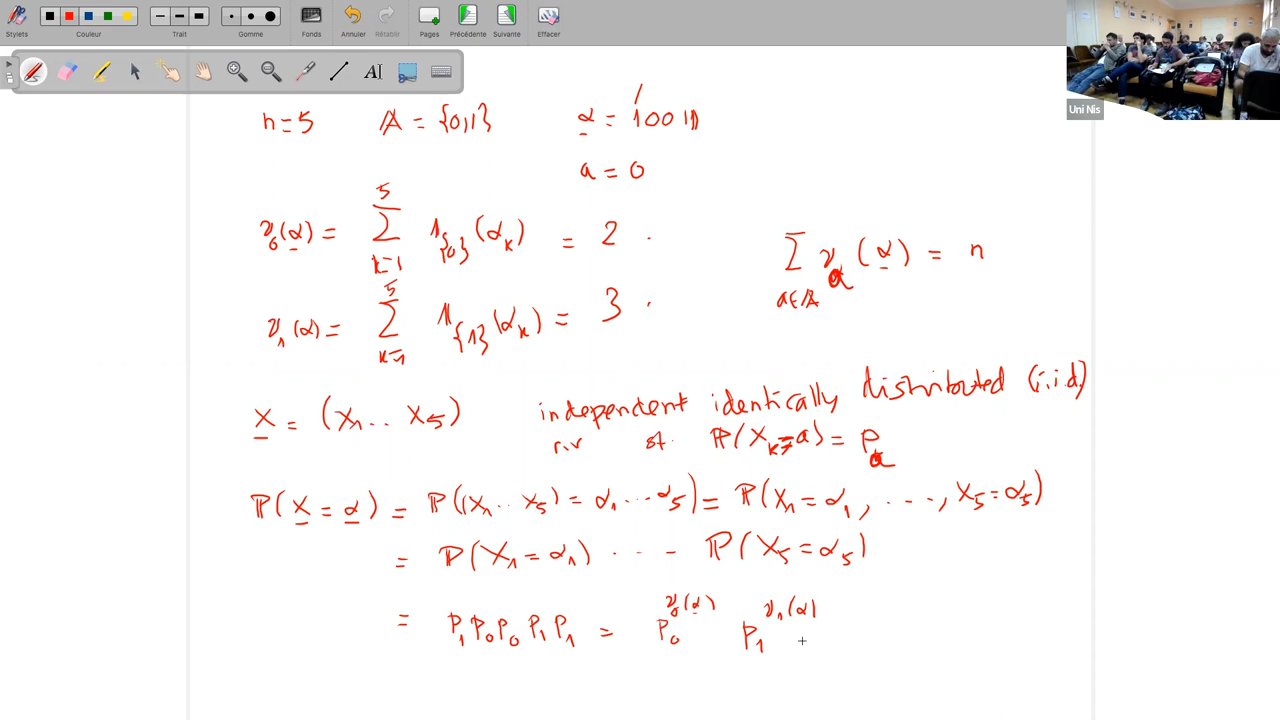 Stylets Couleur Trait Gomme Fonds Annuler Rétablir Pages Précédente Suivante Effacer
Uni Nis
n=5 𝔸 = {0,1} α = 10011
a = 0
ν₀(α) = ∑_{k=1}^{5} 𝟙_{{0}}(α_k) = 2 .
∑_{a∈𝔸} ν_a(α) = n
ν₁(α) = ∑_{k=1}^{5} 𝟙_{{1}}(α_k) = 3 .
X = (X₁ .. X₅) independent identically distributed (i.i.d)
r.v st. ℙ(X_k=a) = p_a
ℙ(X = α) = ℙ((X₁ .. X₅) = α₁ ... α₅) = ℙ(X₁ = α₁, ..., X₅ = α₅)
= ℙ(X₁ = α₁) ... ℙ(X₅ = α₅)
= p₁ p₀ p₀ p₁ p₁ = p₀^{ν₀(α)} p₁^{ν₁(α)}